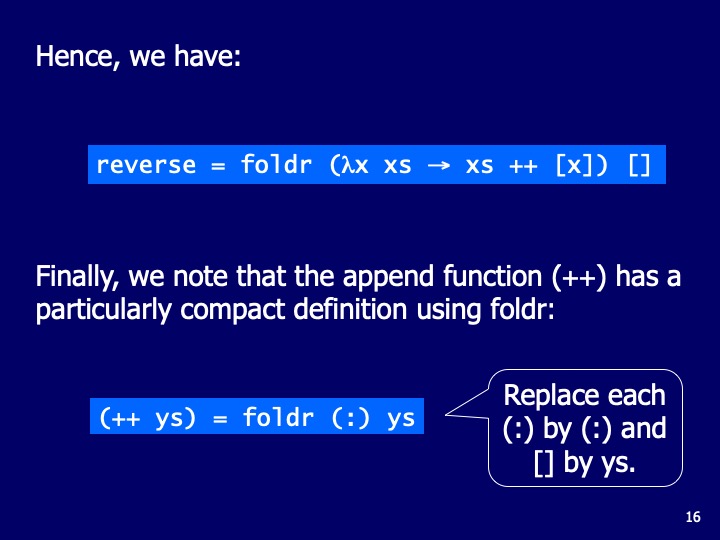 Hence, we have:
reverse = foldr (λx xs → xs ++ [x]) []
Finally, we note that the append function (++) has a
particularly compact definition using foldr:
(++ ys) = foldr (:) ys
Replace each
(:) by (:) and
[] by ys.
16